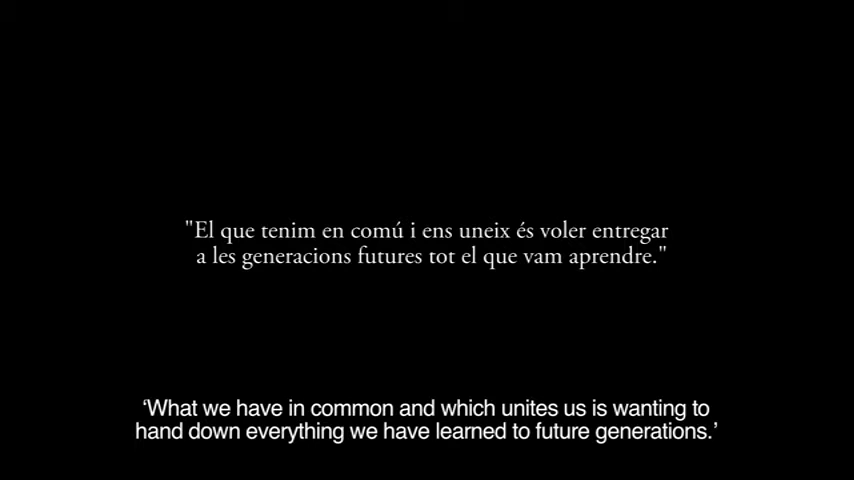 "El que tenim en comú i ens uneix és voler entregar
a les generacions futures tot el que vam aprendre."
‘What we have in common and which unites us is wanting to
hand down everything we have learned to future generations.’